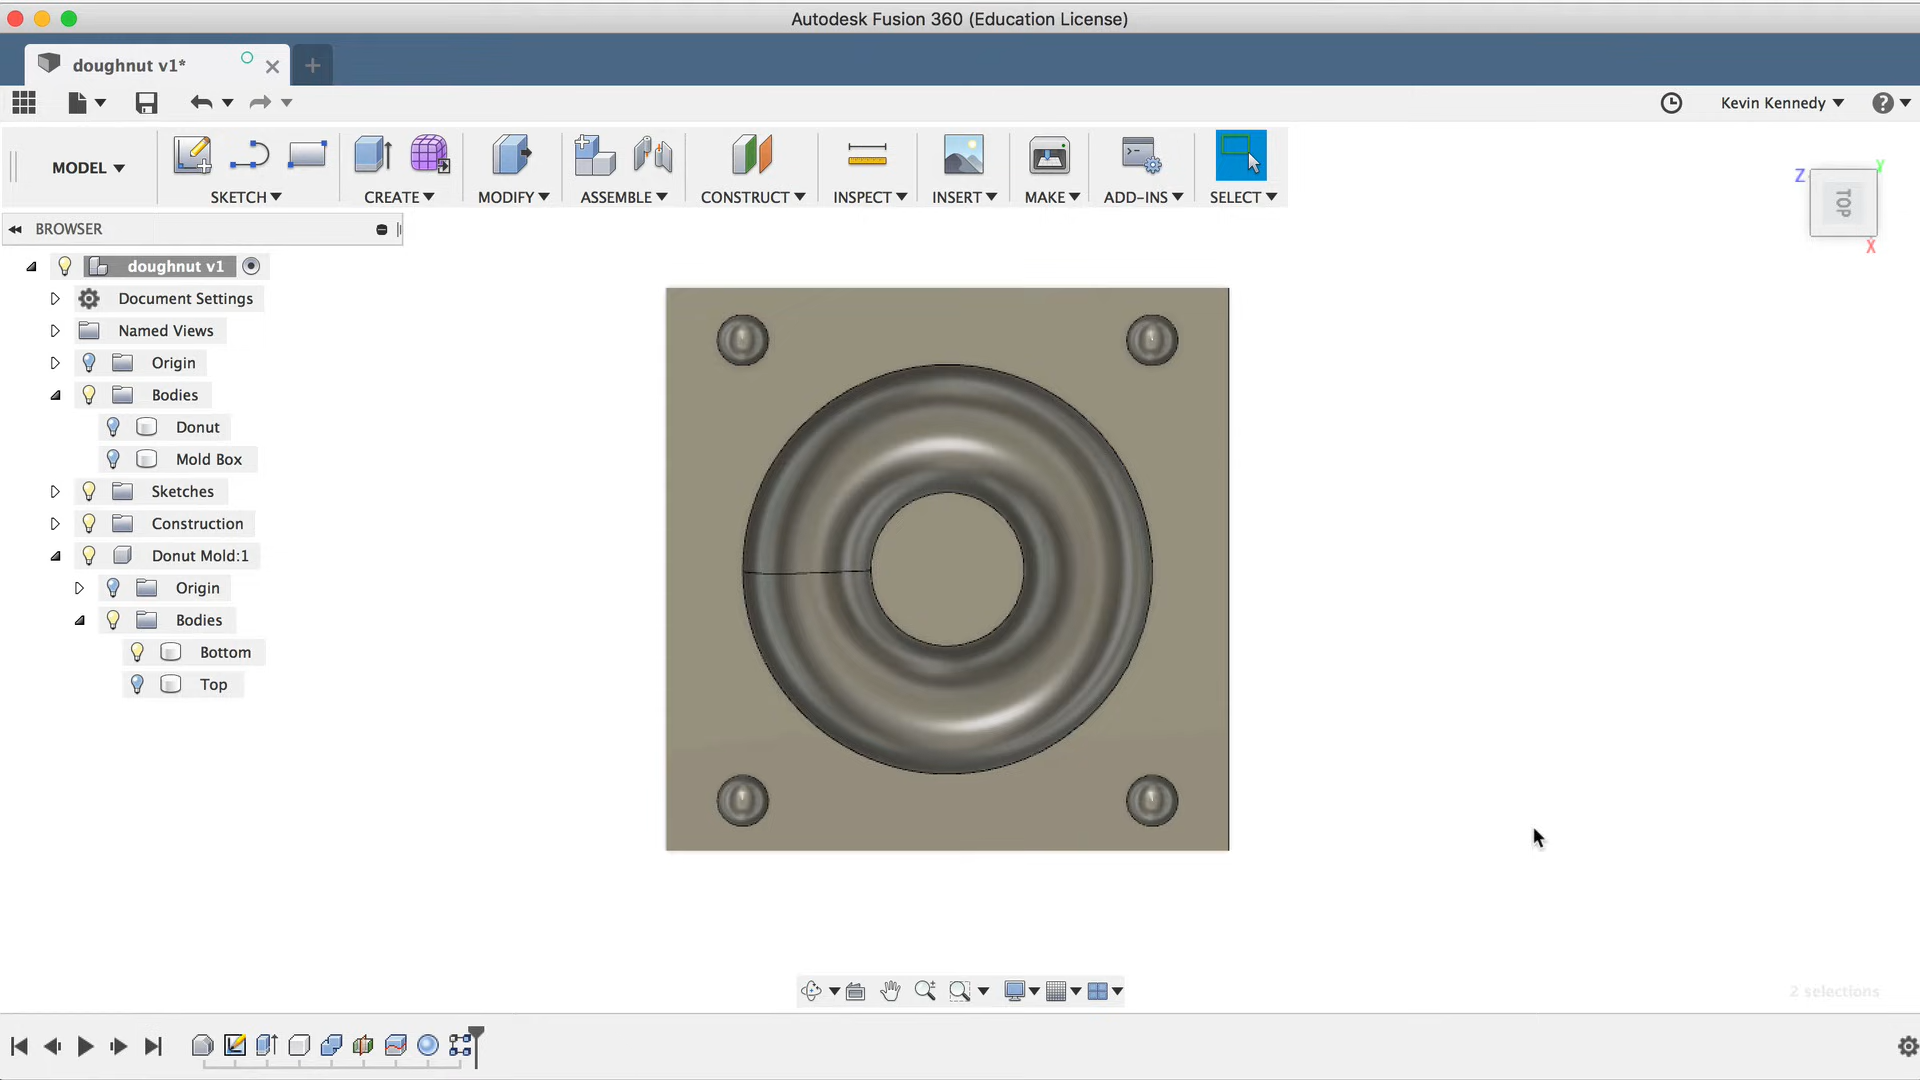 Autodesk Fusion 360 (Education License)
doughnut v1*
Kevin Kennedy
MODEL
SKETCH
CREATE
MODIFY
ASSEMBLE
CONSTRUCT
INSPECT
INSERT
MAKE
ADD-INS
SELECT
Z
Y
TOP
X
BROWSER
doughnut v1
Document Settings
Named Views
Origin
Bodies
Donut
Mold Box
Sketches
Construction
Donut Mold:1
Origin
Bodies
Bottom
Top
2 selections